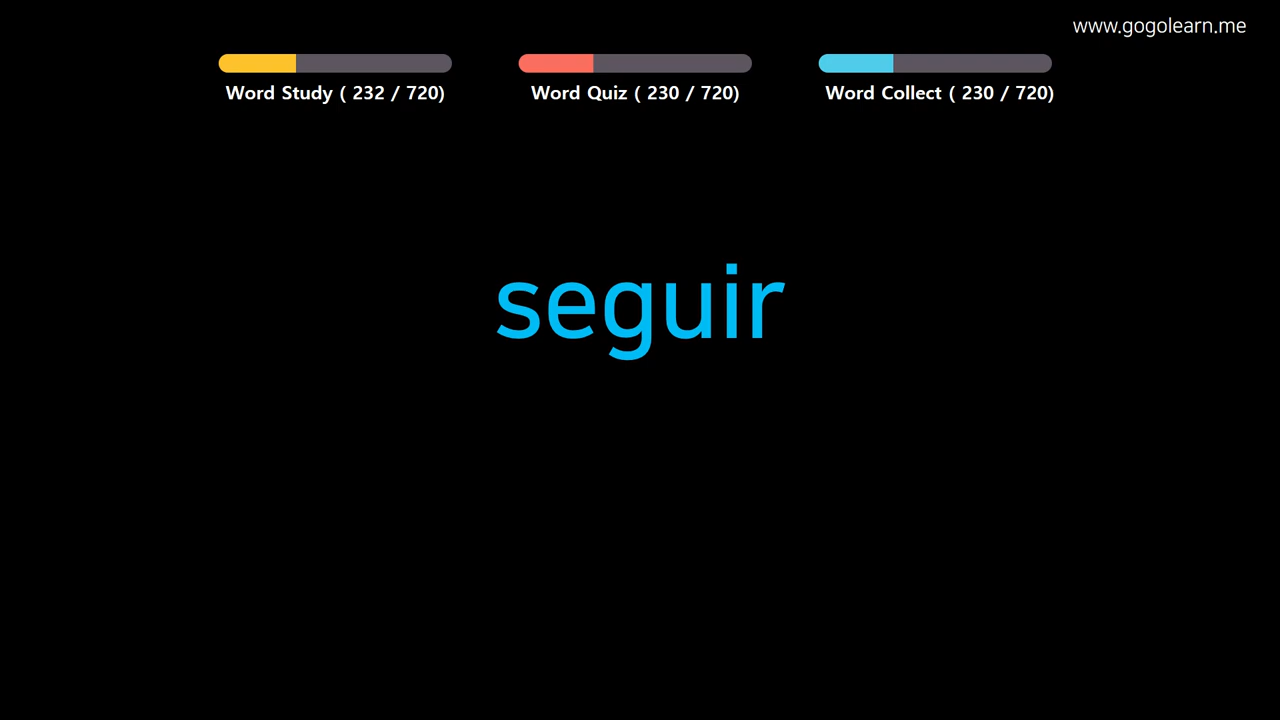 www.gogolearn.me
Word Study ( 232 / 720)
Word Quiz ( 230 / 720)
Word Collect ( 230 / 720)
seguir